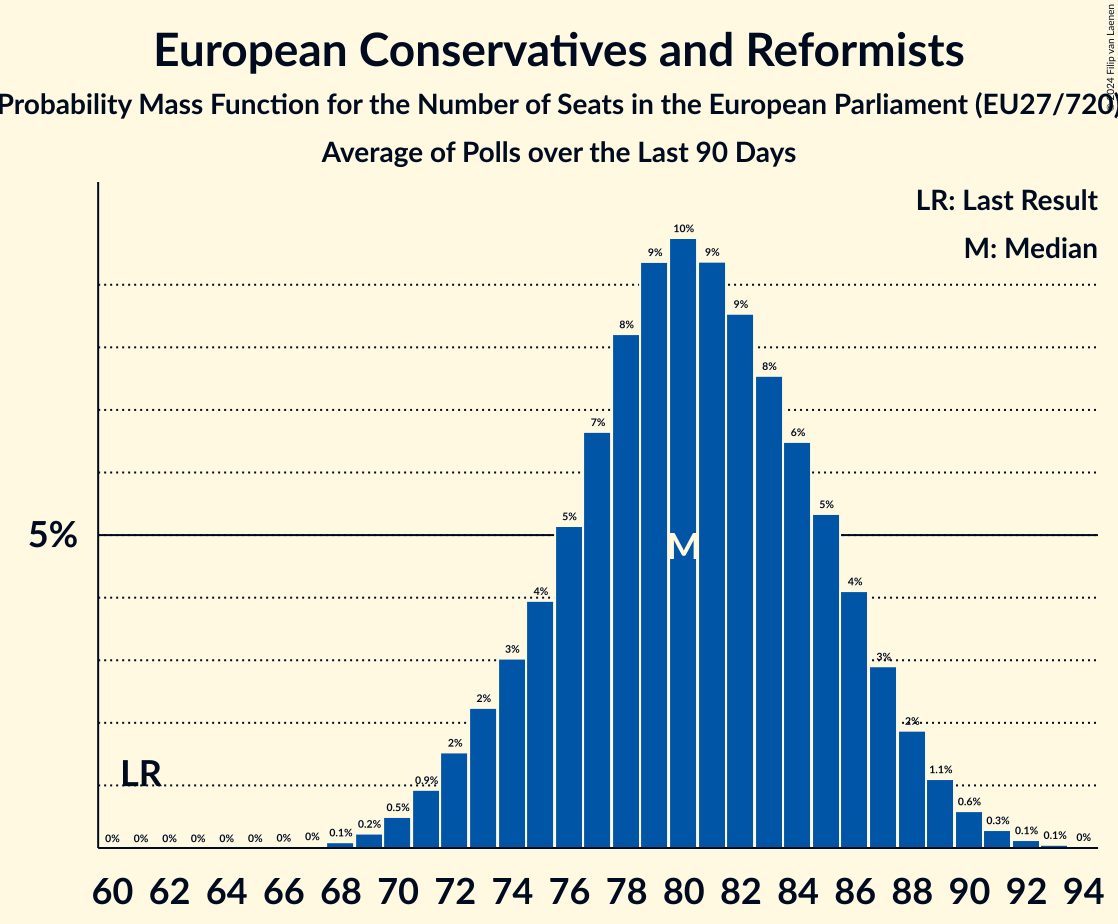 European Conservatives and Reformists
Probability Mass Function for the Number of Seats in the European Parliament (EU27/720)
Average of Polls over the Last 90 Days
©2024 Filip van Laenen
LR: Last Result
M: Median
10%
9% 9%
9%
8%
8%
7%
6%
5% 5%
5%
M
4% 4%
3% 3%
2% 2%
2%
LR
0.9% 1.1%
0.5% 0.6%
0% 0% 0% 0% 0% 0% 0% 0% 0.1% 0.2% 0.3% 0.1% 0.1% 0%
60 62 64 66 68 70 72 74 76 78 80 82 84 86 88 90 92 94